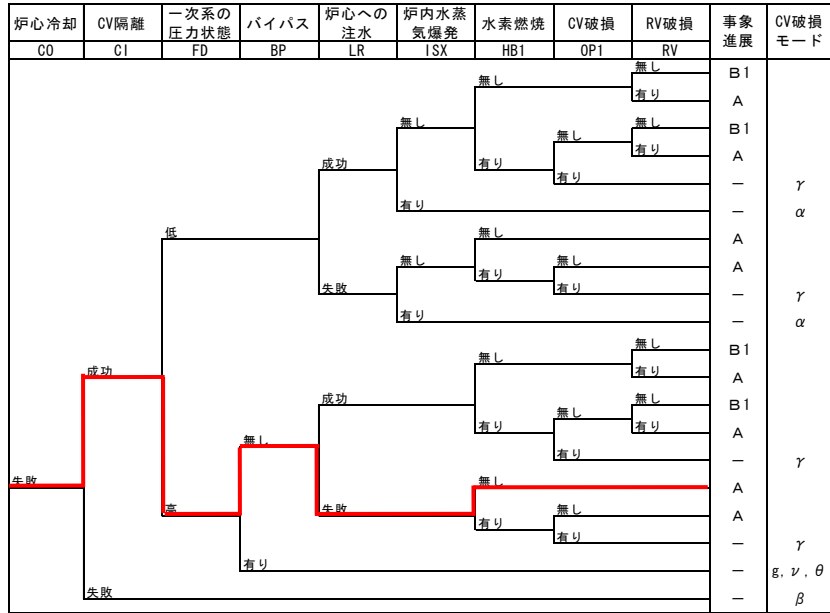 炉心冷却 CV隔離 一次系の圧力状態 バイパス 炉心への注水 炉内水蒸気爆発 水素燃焼 CV破損 RV破損 事象進展 CV破損モード
CO CI FD BP LR ISX HB1 OP1 RV
無し B1
無し
有り A
無し
無し B1
無し
有り A
有り
成功
有り － γ
有り － α
低
無し A
無し
無し A
有り
失敗
有り － γ
有り － α
無し B1
無し
成功
有り A
成功
無し B1
無し
有り A
有り
無し
有り － γ
失敗
無し A
高
失敗
無し A
有り
有り － γ
有り － g, ν, θ
失敗 － β